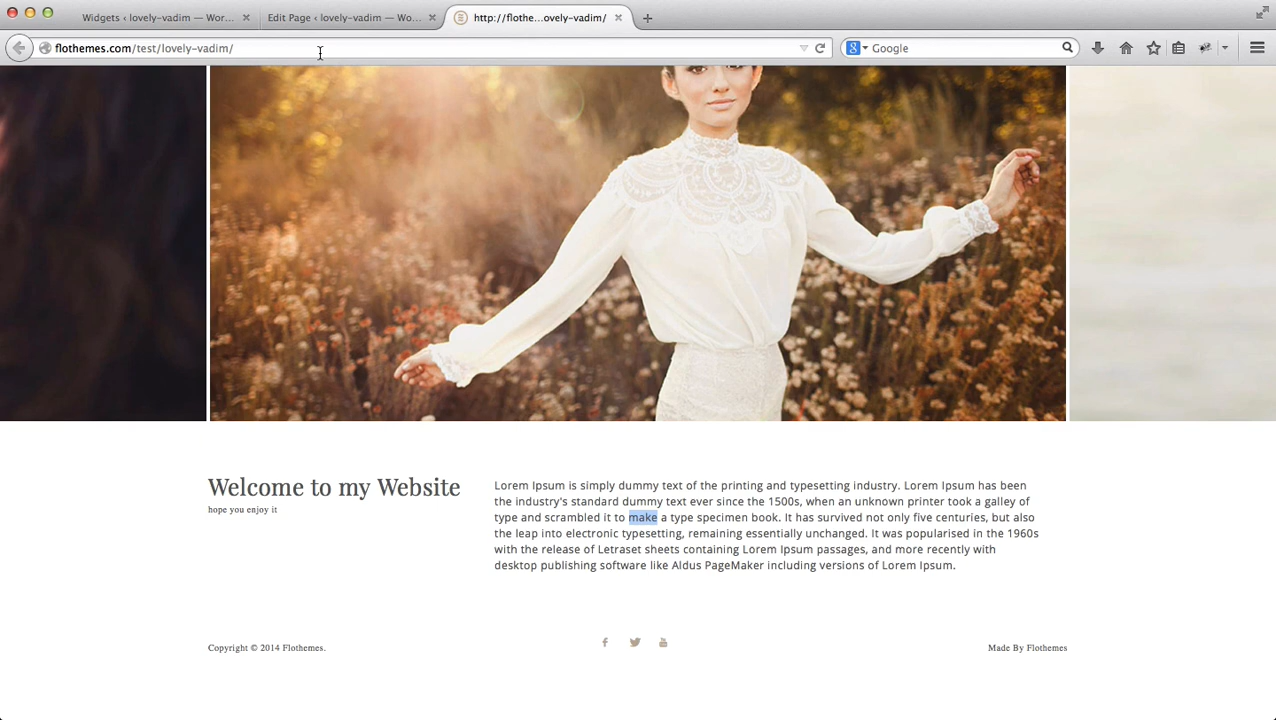 Widgets ‹ lovely-vadim — Wor...
Edit Page ‹ lovely-vadim — Wo...
http://flothe...ovely-vadim/
flothemes.com/test/lovely-vadim/
Google
Welcome to my Website
hope you enjoy it
Lorem Ipsum is simply dummy text of the printing and typesetting industry. Lorem Ipsum has been
the industry's standard dummy text ever since the 1500s, when an unknown printer took a galley of
type and scrambled it to make a type specimen book. It has survived not only five centuries, but also
the leap into electronic typesetting, remaining essentially unchanged. It was popularised in the 1960s
with the release of Letraset sheets containing Lorem Ipsum passages, and more recently with
desktop publishing software like Aldus PageMaker including versions of Lorem Ipsum.
Copyright © 2014 Flothemes.
Made By Flothemes